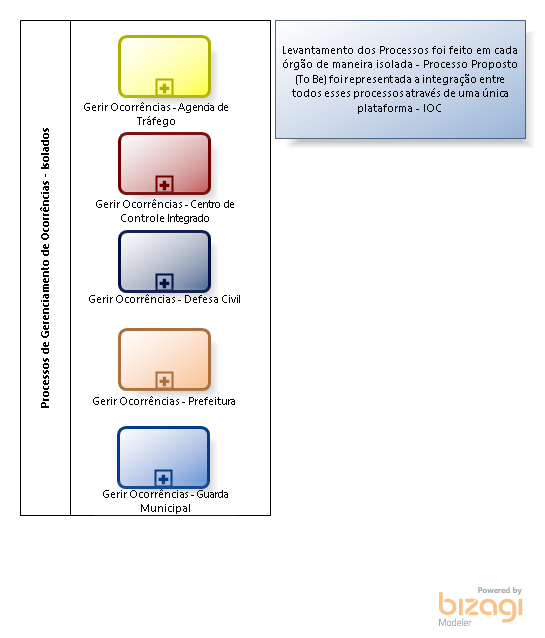 Processos de Gerenciamento de Ocorrências - Isolados
Gerir Ocorrências - Agencia de
Tráfego
Gerir Ocorrências - Centro de
Controle Integrado
Gerir Ocorrências - Defesa Civil
Gerir Ocorrências - Prefeitura
Gerir Ocorrências - Guarda
Municipal
Levantamento dos Processos foi feito em cada
órgão de maneira isolada - Processo Proposto
(To Be) foi representada a integração entre
todos esses processos através de uma única
plataforma - IOC
Powered by
bizagi
Modeler